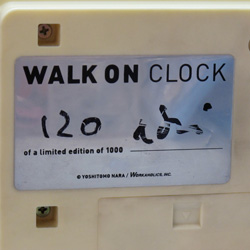 WALK ON CLOCK
120
of a limited edition of 1000
© YOSHITOMO NARA / WORKAHOLICS, INC.